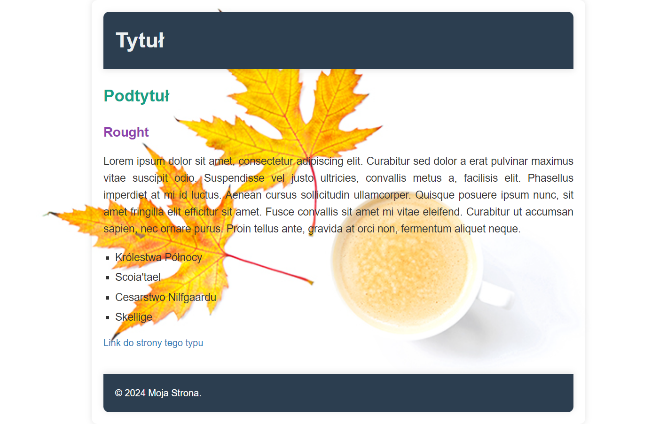 Tytuł
Podtytuł
Rought
Lorem ipsum dolor sit amet, consectetur adipiscing elit. Curabitur sed dolor a erat pulvinar maximus
vitae suscipit odio. Suspendisse vel justo ultricies, convallis metus a, facilisis elit. Phasellus
imperdiet at mi id luctus. Aenean cursus sollicitudin ullamcorper. Quisque posuere ipsum nunc, sit
amet fringilla elit efficitur sit amet. Fusce convallis sit amet mi vitae eleifend. Curabitur ut accumsan
sapien, nec ornare purus. Proin tellus ante, gravida at orci non, fermentum aliquet neque.
Królestwa Północy
Scoia'tael
Cesarstwo Nilfgaardu
Skellige
Link do strony tego typu
© 2024 Moja Strona.